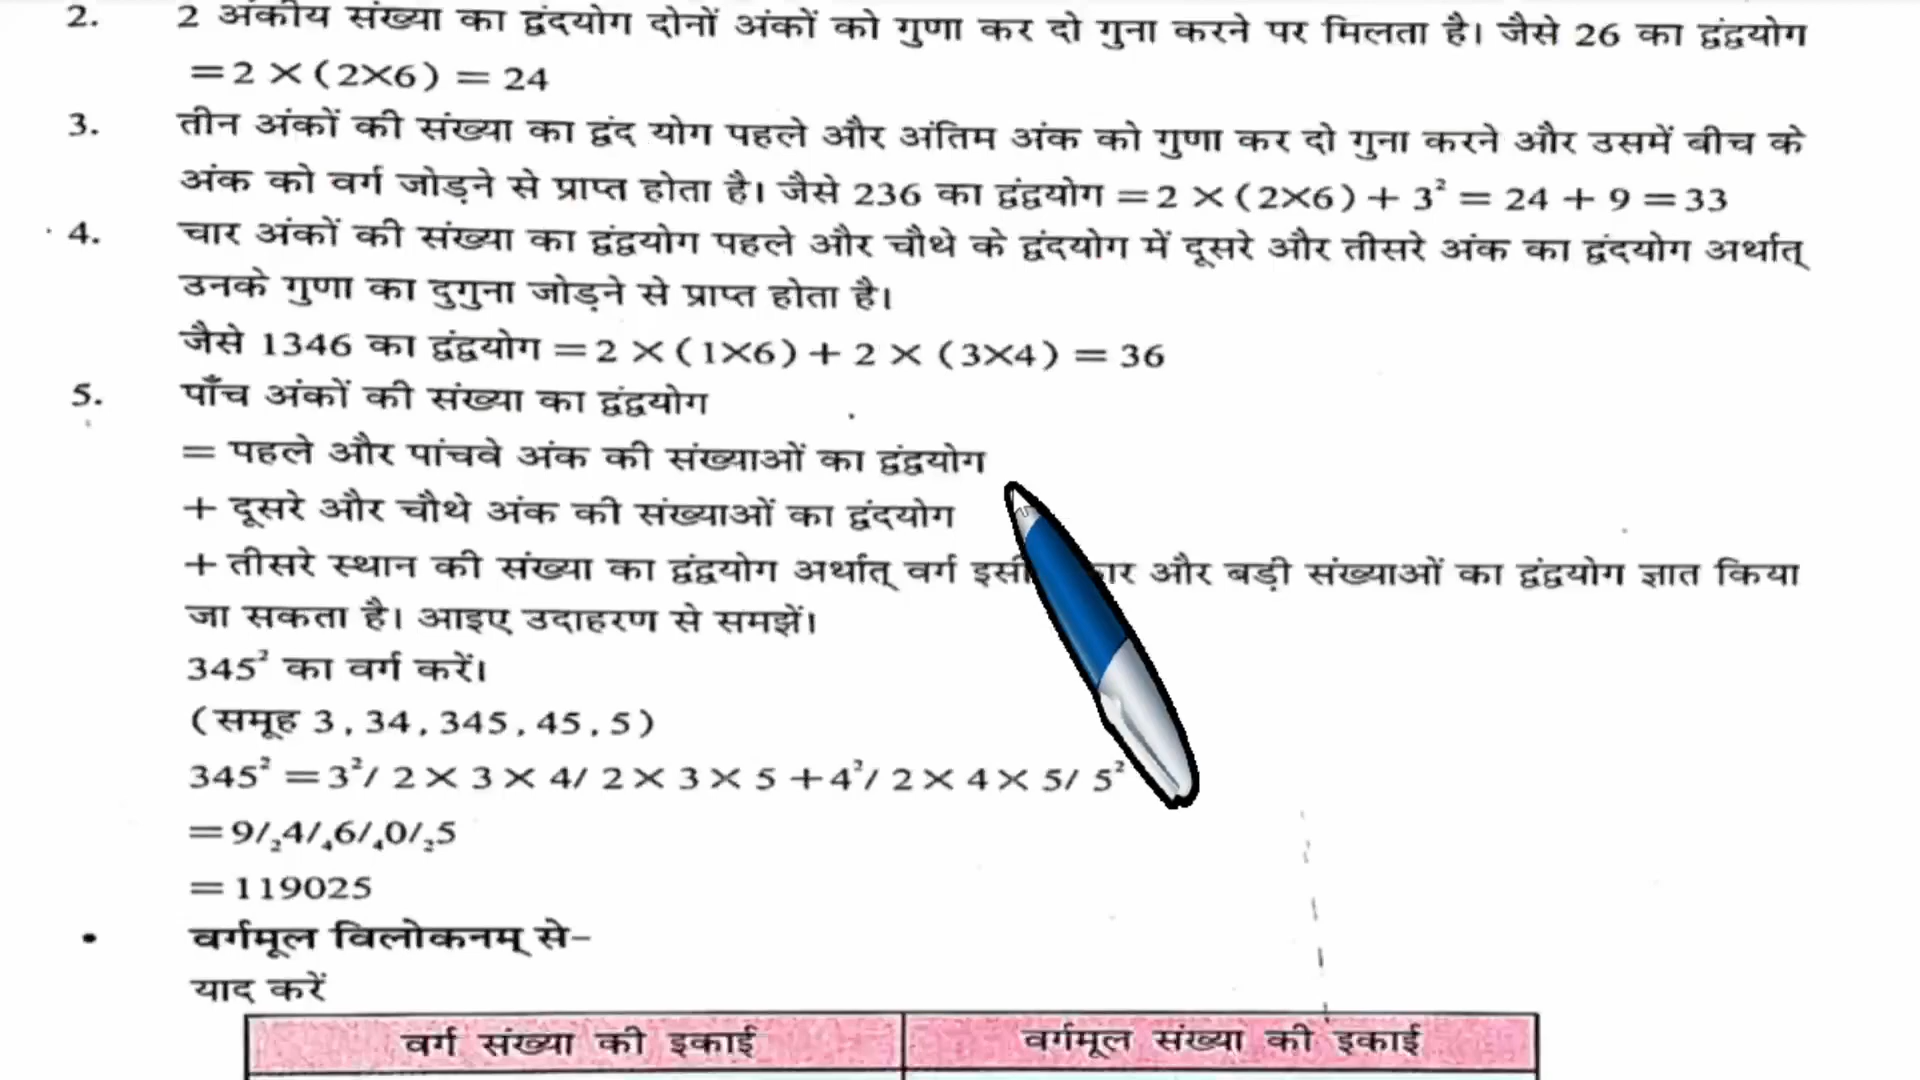 2. 2 अंकीय संख्या का द्वंदयोग दोनों अंकों को गुणा कर दो गुना करने पर मिलता है। जैसे 26 का द्वंद्वयोग
=2 ×(2×6) = 24
3. तीन अंकों की संख्या का द्वंद योग पहले और अंतिम अंक को गुणा कर दो गुना करने और उसमें बीच के
अंक को वर्ग जोड़ने से प्राप्त होता है। जैसे 236 का द्वंद्वयोग =2 ×(2×6)+ 3² = 24 + 9 =33
4. चार अंकों की संख्या का द्वंद्वयोग पहले और चौथे के द्वंदयोग में दूसरे और तीसरे अंक का द्वंदयोग अर्थात्
उनके गुणा का दुगुना जोड़ने से प्राप्त होता है।
जैसे 1346 का द्वंद्वयोग =2 ×(1×6)+ 2 × (3×4) = 36
5. पाँच अंकों की संख्या का द्वंद्वयोग
= पहले और पांचवे अंक की संख्याओं का द्वंद्वयोग
+ दूसरे और चौथे अंक की संख्याओं का द्वंदयोग
+ तीसरे स्थान की संख्या का द्वंद्वयोग अर्थात् वर्ग और बड़ी संख्याओं का द्वंद्वयोग ज्ञात किया
जा सकता है। आइए उदाहरण से समझें।
345² का वर्ग करें।
(समूह 3, 34, 345, 45, 5)
345² =3²/ 2× 3× 4/ 2× 3× 5 +4²/ 2× 4× 5/ 5²
=9/₂4/₄6/₄0/₂5
=119025
• वर्गमूल विलोकनम् से–
याद करें
वर्ग संख्या की इकाई वर्गमूल संख्या की इकाई